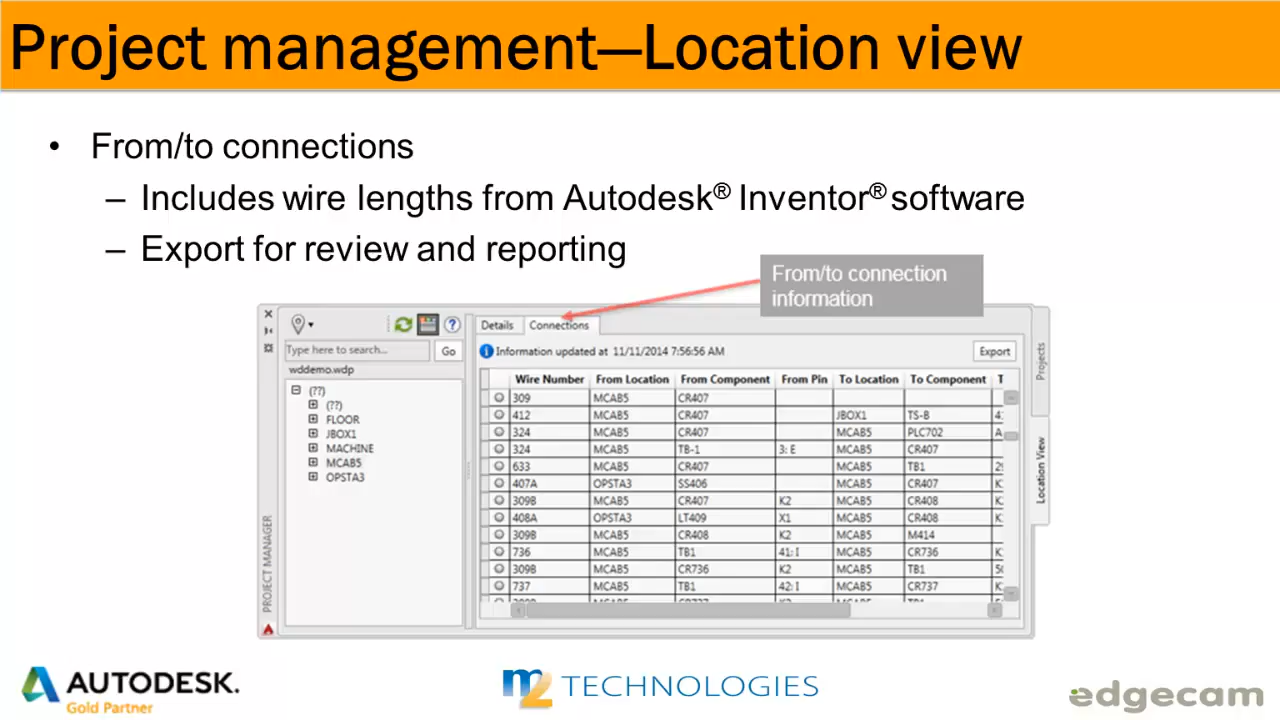 Project management—Location view
• From/to connections
– Includes wire lengths from Autodesk® Inventor® software
– Export for review and reporting
From/to connection
information
Type here to search...
Go
wddemo.wdp
(??)
(??)
FLOOR
JBOX1
MACHINE
MCAB5
OPSTA3
PROJECT MANAGER
Details Connections
Information updated at 11/11/2014 7:56:56 AM
Export
Wire Number From Location From Component From Pin To Location To Component T
309 MCAB5 CR407
412 MCAB5 CR407 JBOX1 TS-B
324 MCAB5 CR407 MCAB5 PLC702 A
324 MCAB5 TB-1 3: E MCAB5 CR407
633 MCAB5 CR407 MCAB5 TB1
407A OPSTA3 SS406 MCAB5 CR407
309B MCAB5 CR407 K2 MCAB5 CR408
408A OPSTA3 LT409 X1 MCAB5 CR408
309B MCAB5 CR408 K2 MCAB5 M414
736 MCAB5 TB1 41: I MCAB5 CR736
309B MCAB5 CR736 K2 MCAB5 TB1
737 MCAB5 TB1 42: I MCAB5 CR737
Projects
Location View
AUTODESK.
Gold Partner
m2 TECHNOLOGIES
edgecam